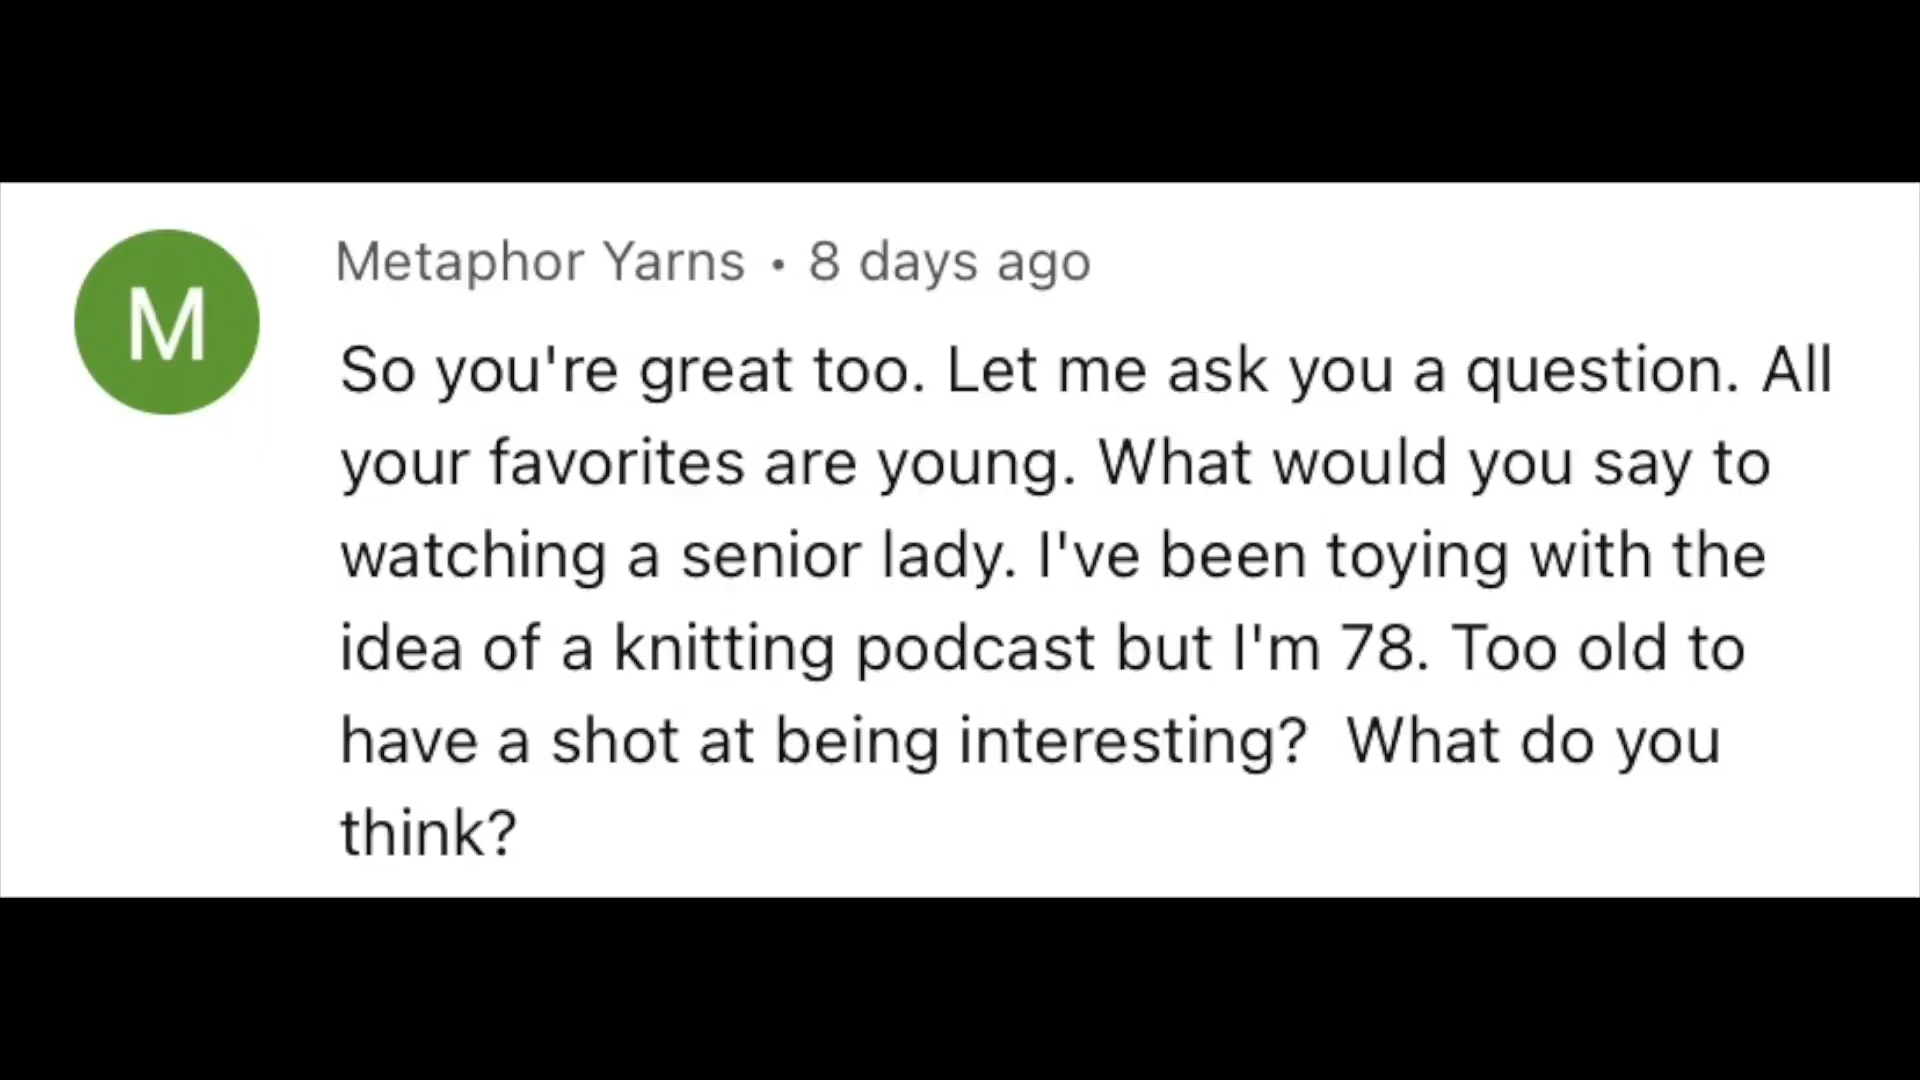 M
Metaphor Yarns • 8 days ago
So you're great too. Let me ask you a question. All
your favorites are young. What would you say to
watching a senior lady. I've been toying with the
idea of a knitting podcast but I'm 78. Too old to
have a shot at being interesting?  What do you
think?